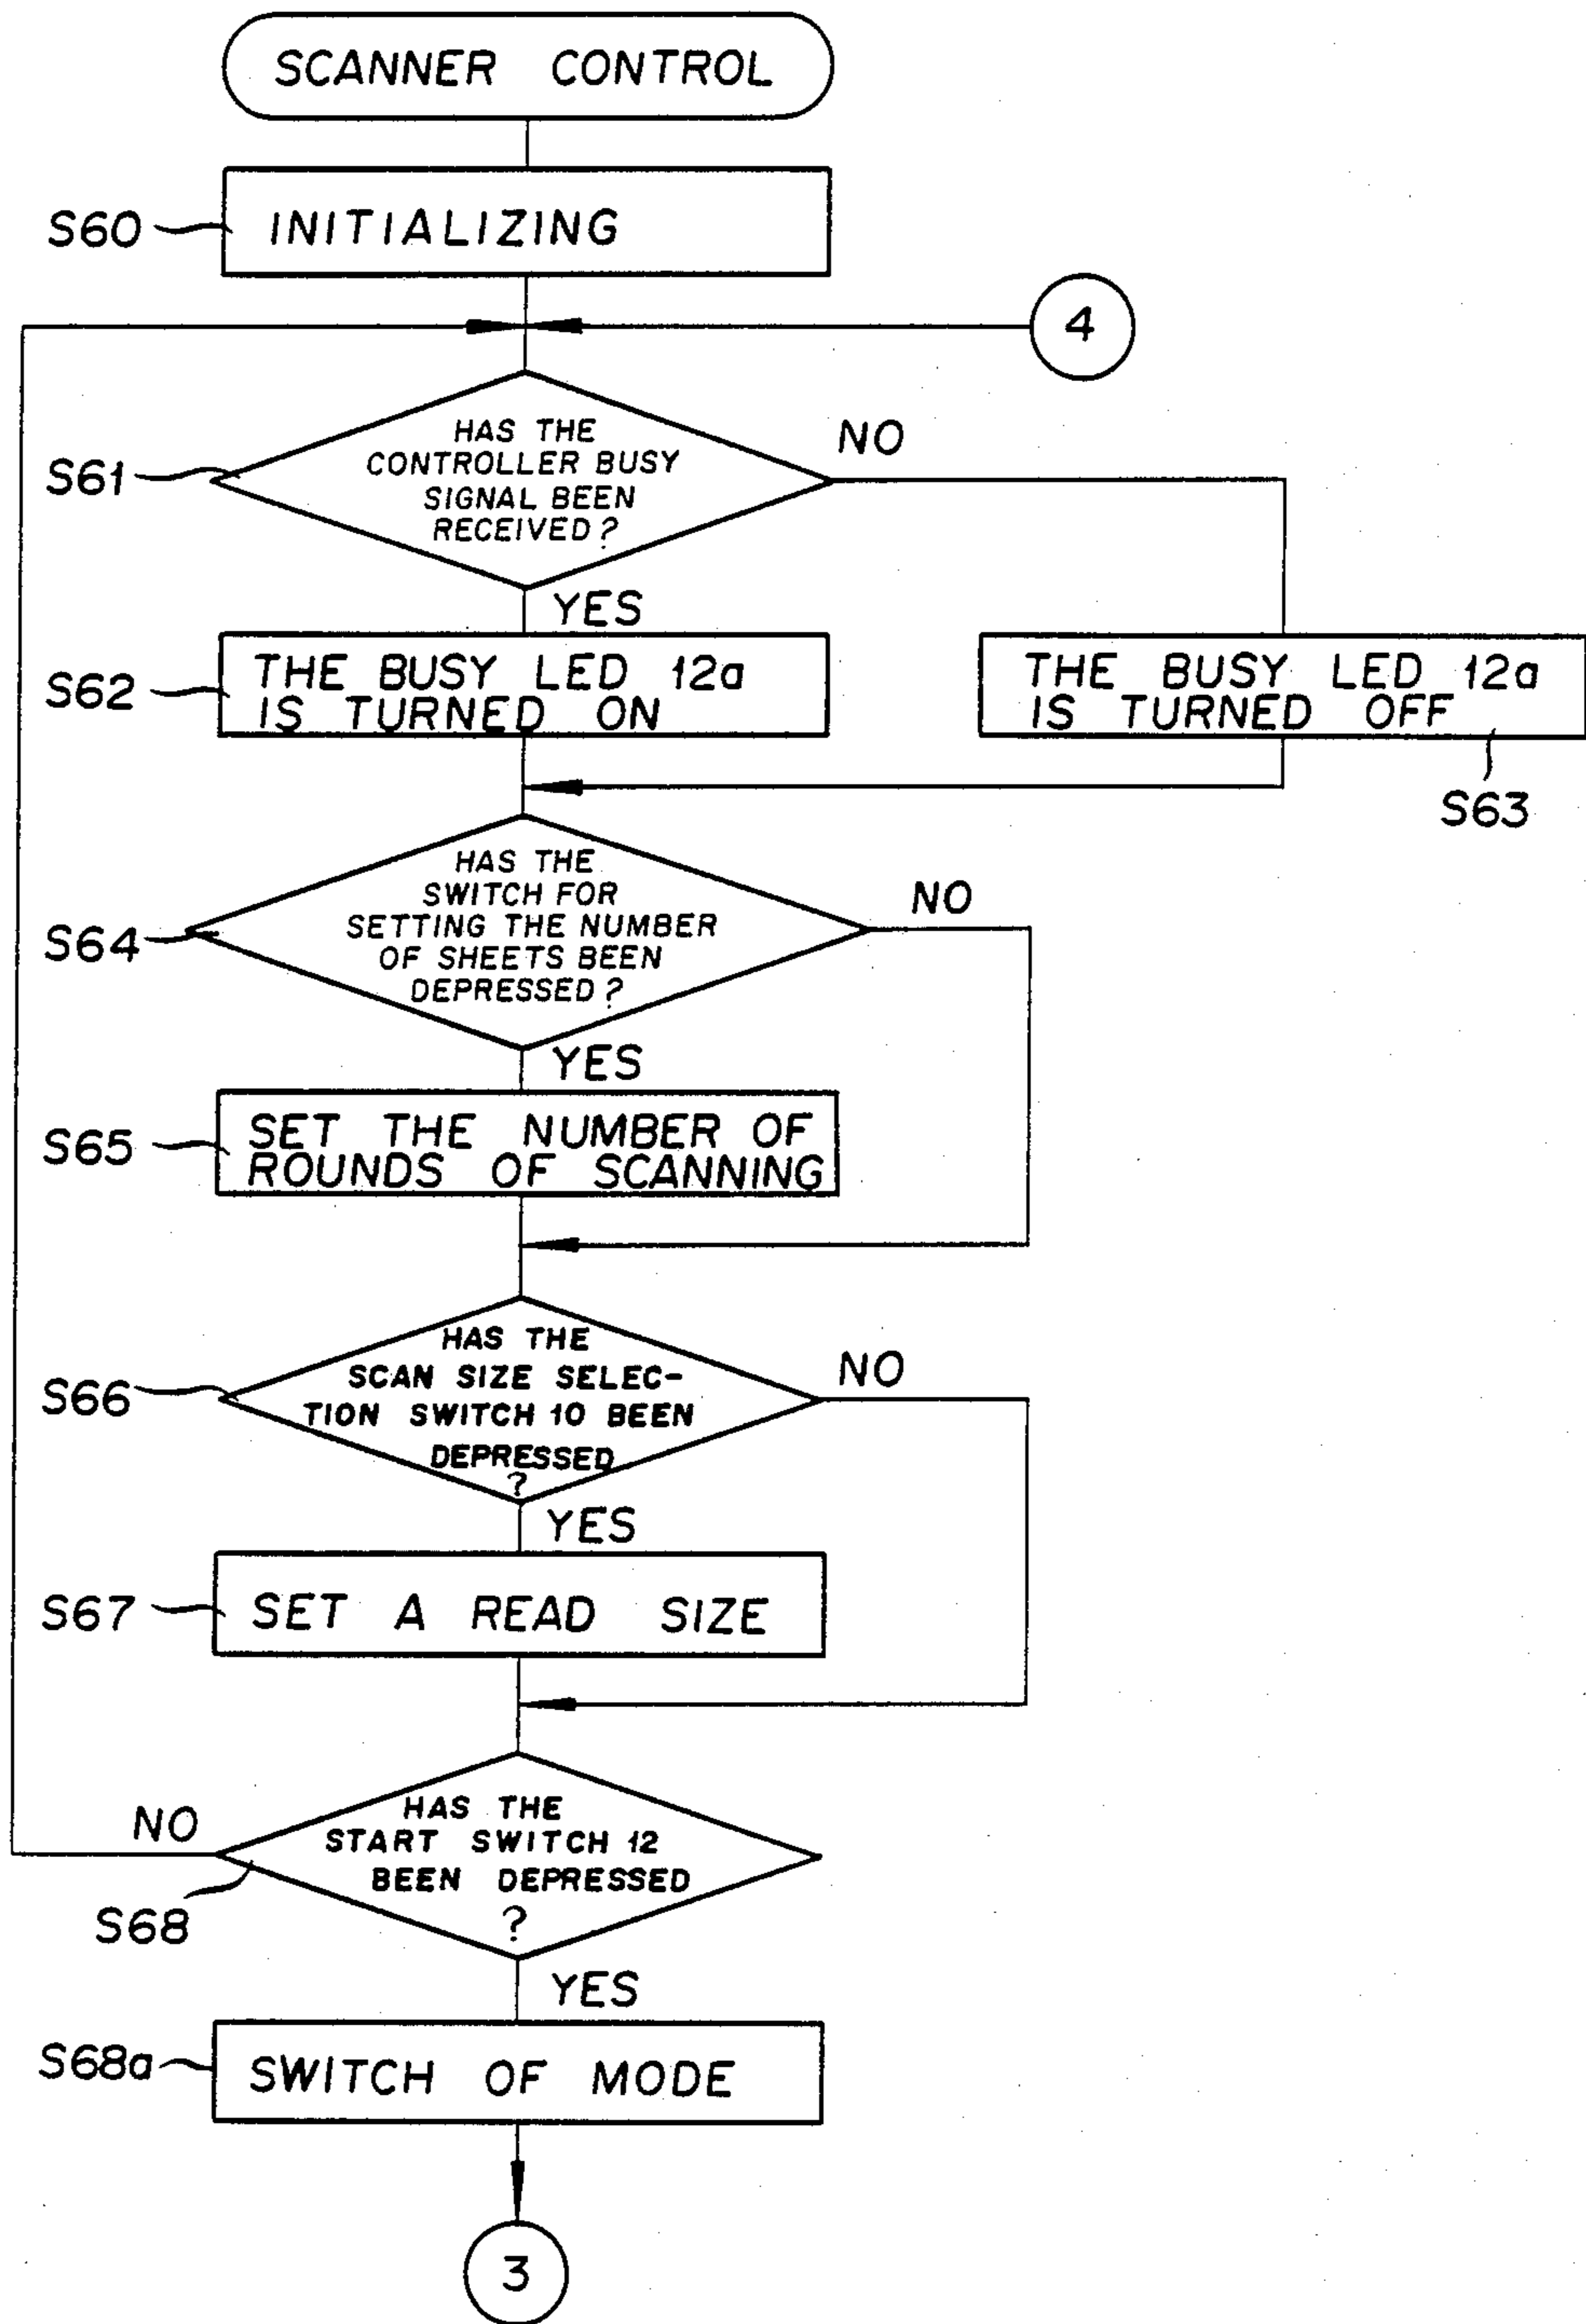 SCANNER CONTROL
S60
INITIALIZING
4
S61
HAS THE
CONTROLLER BUSY
SIGNAL BEEN
RECEIVED?
NO
YES
S62
THE BUSY LED 12a
IS TURNED ON
THE BUSY LED 12a
IS TURNED OFF
S63
S64
HAS THE
SWITCH FOR
SETTING THE NUMBER
OF SHEETS BEEN
DEPRESSED?
NO
YES
S65
SET THE NUMBER OF
ROUNDS OF SCANNING
S66
HAS THE
SCAN SIZE SELEC-
TION SWITCH 10 BEEN
DEPRESSED
?
NO
YES
S67
SET A READ SIZE
NO
S68
HAS THE
START SWITCH 12
BEEN DEPRESSED
?
YES
S68a
SWITCH OF MODE
3